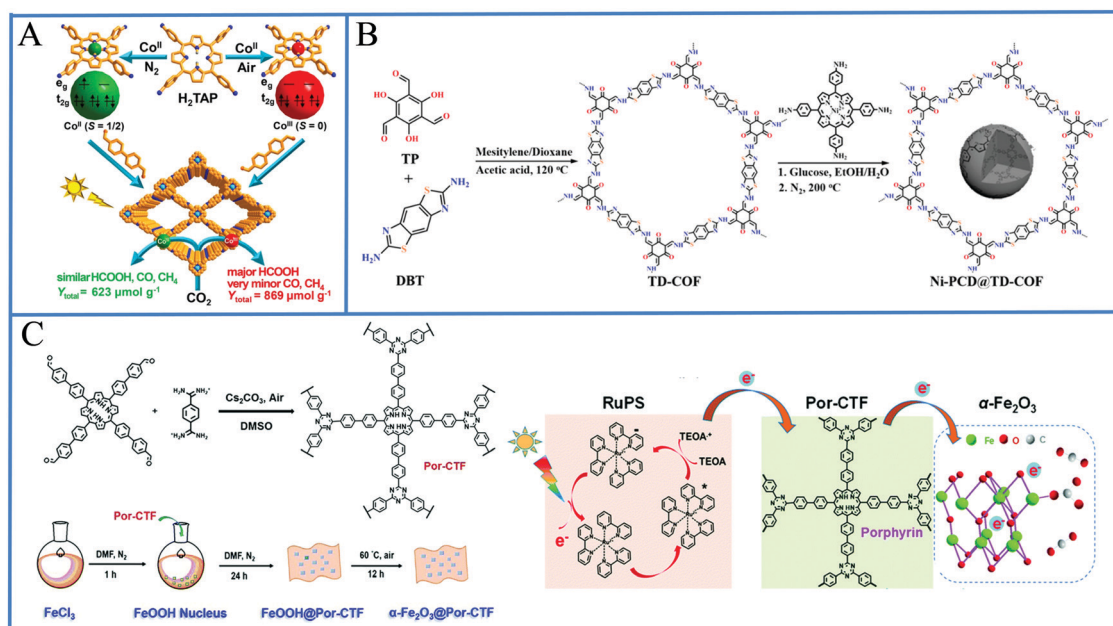 A
Co^II
N₂
Co^II
Air
H₂TAP
e_g
t_2g
e_g
t_2g
Co^II (S = 1/2)
Co^III (S = 0)
Co^II
Co^III
similar HCOOH, CO, CH₄
Y_total = 623 µmol g⁻¹
CO₂
major HCOOH
very minor CO, CH₄
Y_total = 869 µmol g⁻¹
B
TP
+
DBT
Mesitylene/Dioxane
Acetic acid, 120 °C
TD-COF
1. Glucose, EtOH/H₂O
2. N₂, 200 °C
Ni-PCD@TD-COF
C
+
Cs₂CO₃, Air
DMSO
Por-CTF
Por-CTF
DMF, N₂
1 h
DMF, N₂
24 h
60 °C, air
12 h
FeCl₃
FeOOH Nucleus
FeOOH@Por-CTF
α-Fe₂O₃@Por-CTF
RuPS
e⁻
TEOA·⁺
TEOA
*
e⁻
Por-CTF
Porphyrin
e⁻
α-Fe₂O₃
Fe
O
C
e⁻
e⁻